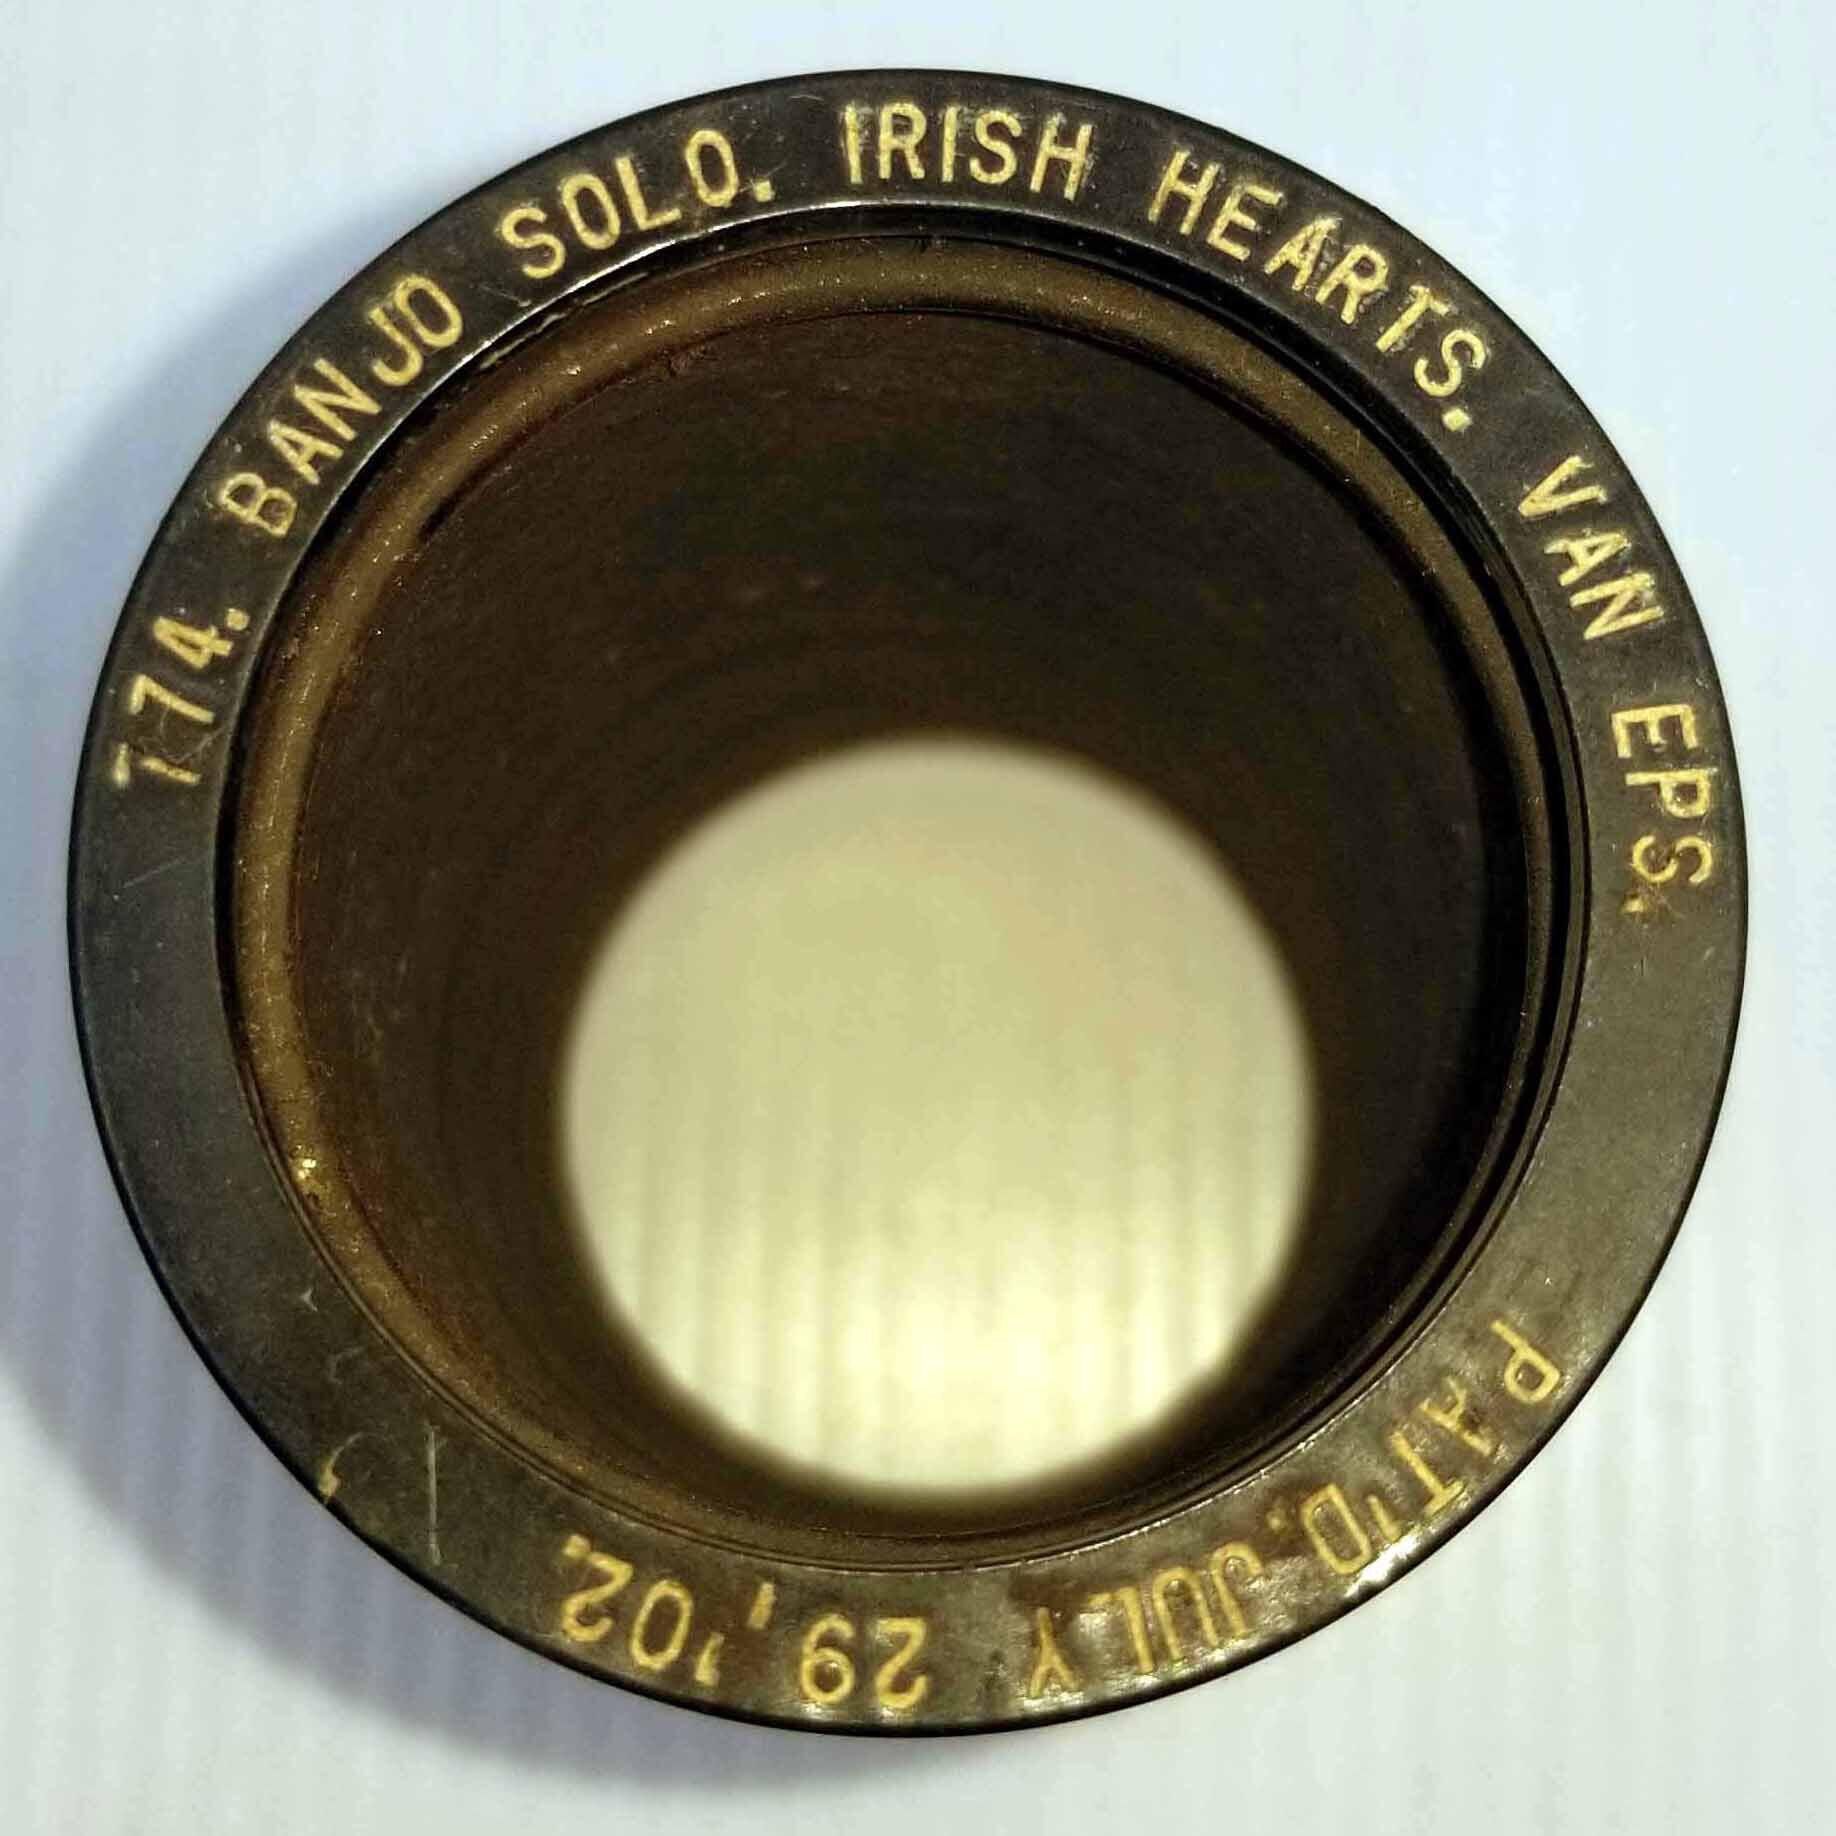 774. BANJO SOLO. IRISH HEARTS. VAN EPS.
PAT'D. JULY 29, '02.